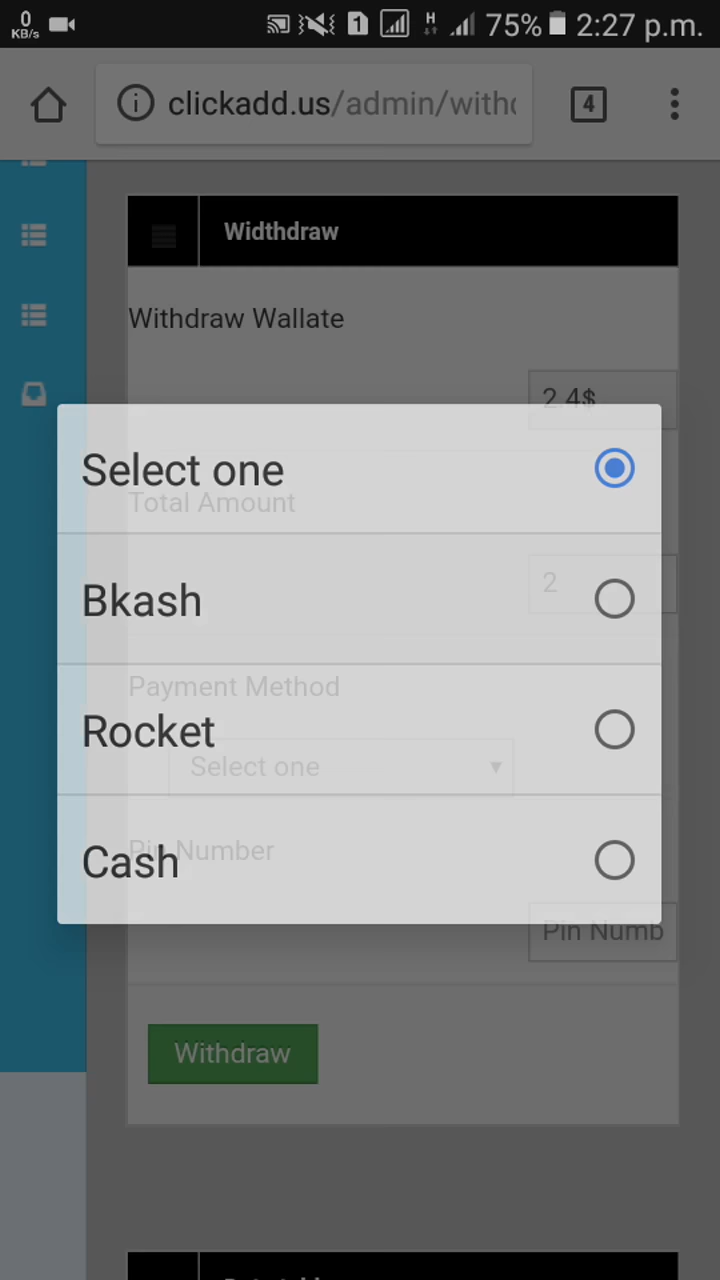 0
KB/s
1
H
75%
2:27 p.m.
clickadd.us/admin/witho
4
Widthdraw
Withdraw Wallate
2.4$
Select one
Total Amount
Bkash
2
Payment Method
Rocket
Select one
Pin Number
Cash
Pin Numb
Withdraw